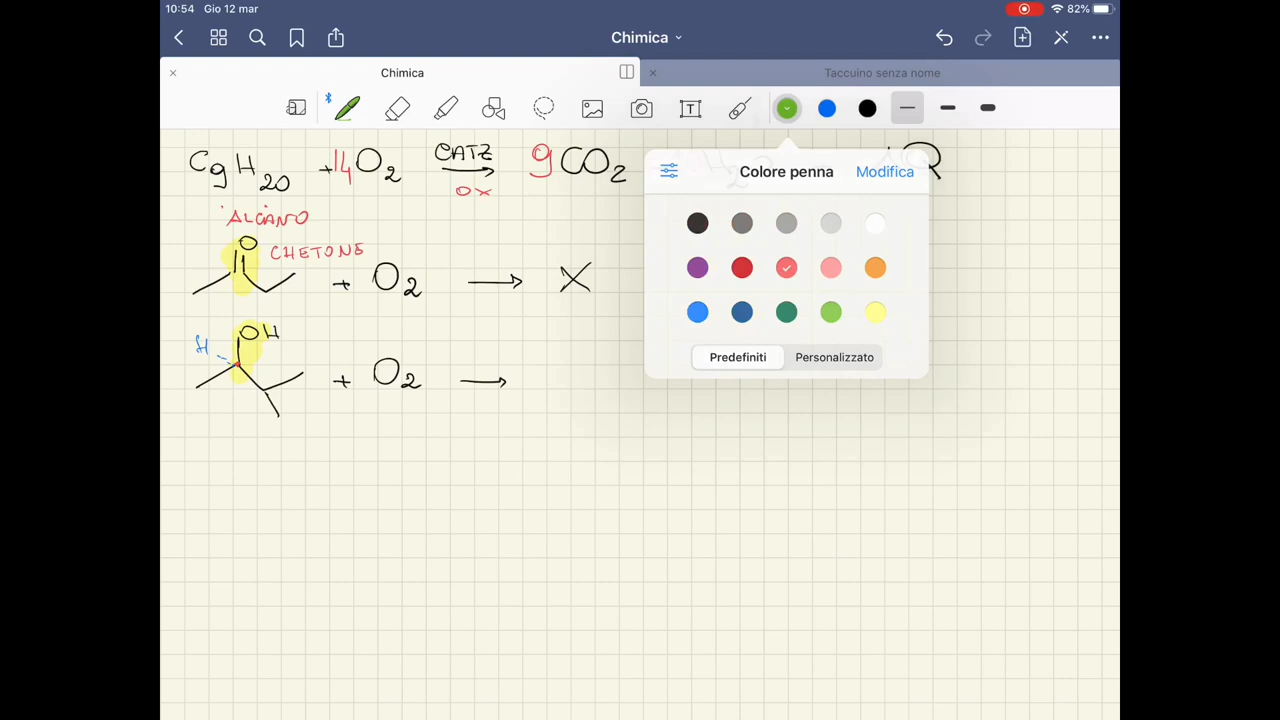 10:54 Gio 12 mar 82%
Chimica
Chimica Taccuino senza nome
T
C9H20 + 14 O2 CATZ 9 CO2
OX
Colore penna Modifica
ALCANO
O
CHETONE
+ O2 → X
OH
H
+ O2 →
Predefiniti Personalizzato